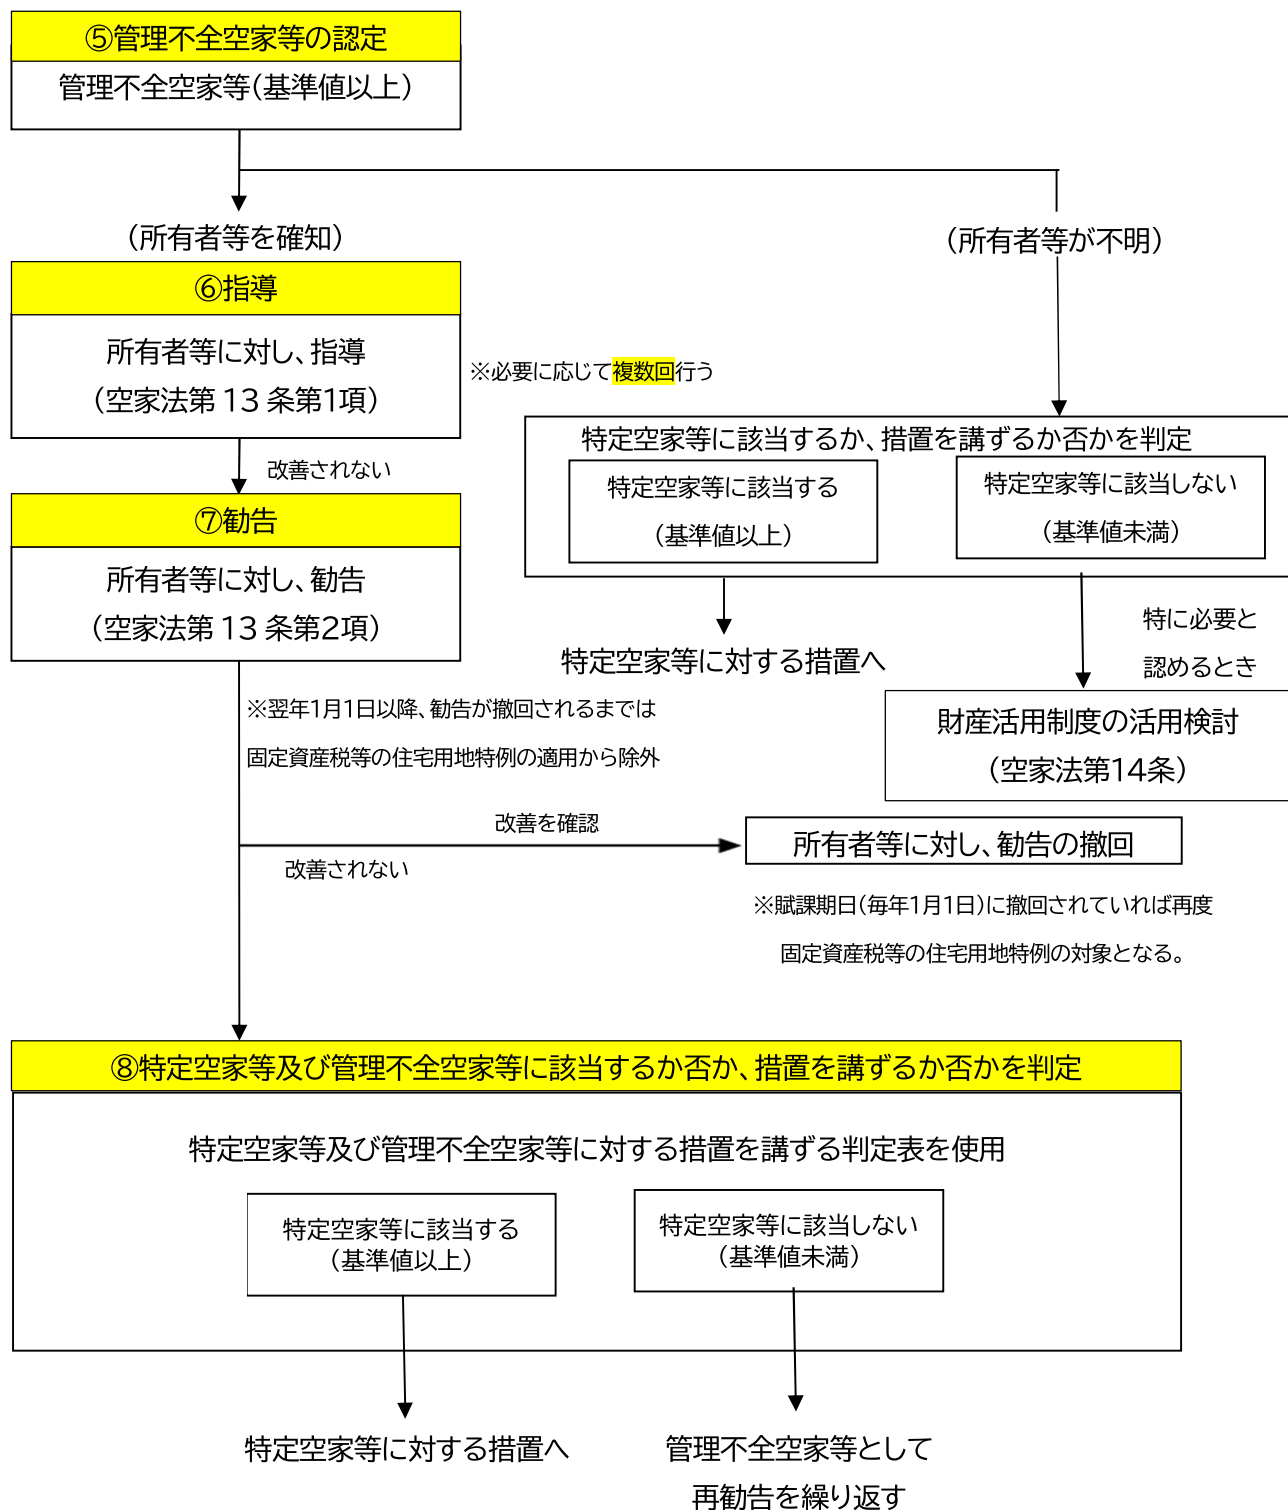 ⑤管理不全空家等の認定
管理不全空家等（基準値以上）
（所有者等を確知）
（所有者等が不明）
⑥指導
所有者等に対し、指導
（空家法第 13 条第1項）
※必要に応じて複数回行う
改善されない
特定空家等に該当するか、措置を講ずるか否かを判定
特定空家等に該当する
（基準値以上）
特定空家等に該当しない
（基準値未満）
⑦勧告
所有者等に対し、勧告
（空家法第 13 条第2項）
特定空家等に対する措置へ
特に必要と
認めるとき
財産活用制度の活用検討
（空家法第14条）
※翌年1月1日以降、勧告が撤回されるまでは
固定資産税等の住宅用地特例の適用から除外
改善を確認
所有者等に対し、勧告の撤回
改善されない
※賦課期日（毎年1月1日）に撤回されていれば再度
固定資産税等の住宅用地特例の対象となる。
⑧特定空家等及び管理不全空家等に該当するか否か、措置を講ずるか否かを判定
特定空家等及び管理不全空家等に対する措置を講ずる判定表を使用
特定空家等に該当する
（基準値以上）
特定空家等に該当しない
（基準値未満）
特定空家等に対する措置へ
管理不全空家等として
再勧告を繰り返す